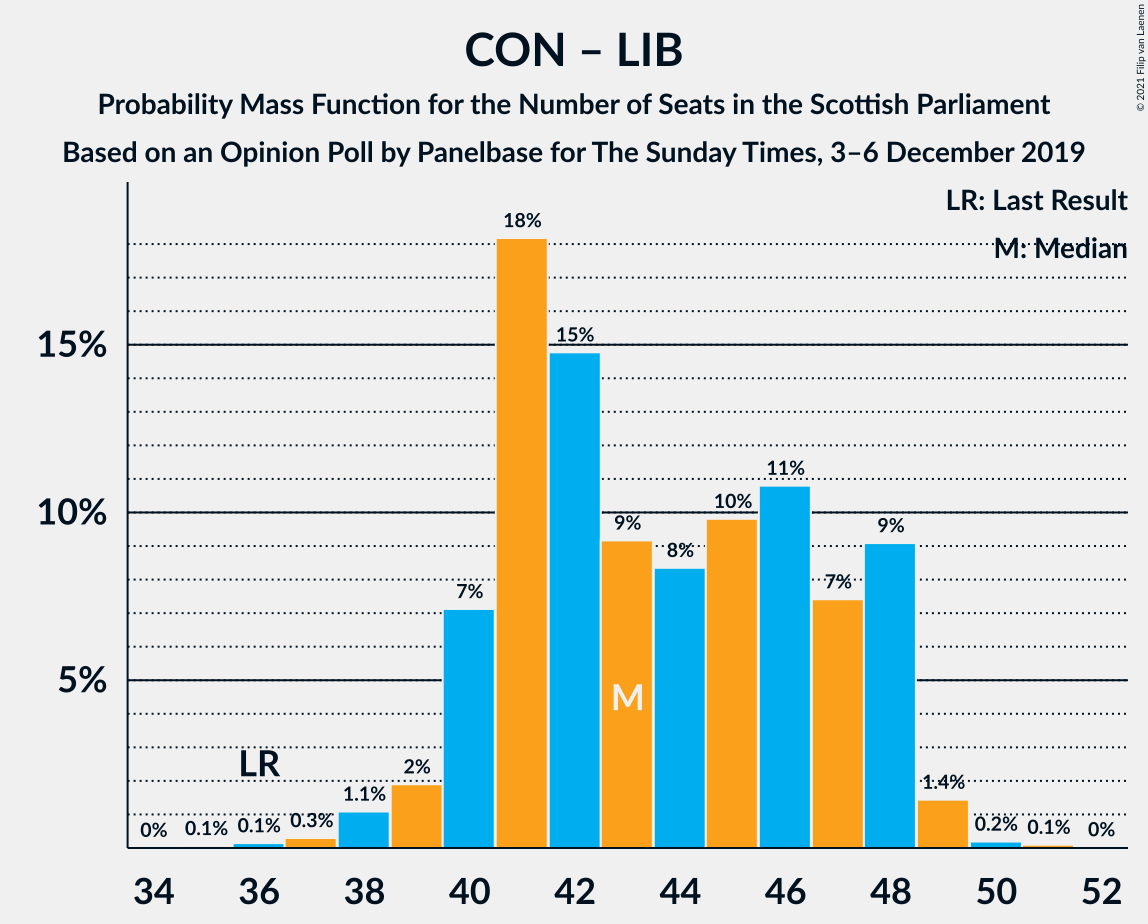 CON – LIB
Probability Mass Function for the Number of Seats in the Scottish Parliament
Based on an Opinion Poll by Panelbase for The Sunday Times, 3–6 December 2019
© 2021 Filip van Laenen
LR: Last Result
M: Median
18%
15%
15%
11%
10%
10%
9%
9%
8%
7%
7%
5%
M
LR
2%
1.4%
1.1%
0.3%
0.2%
0% 0.1% 0.1% 0.1% 0%
34 36 38 40 42 44 46 48 50 52